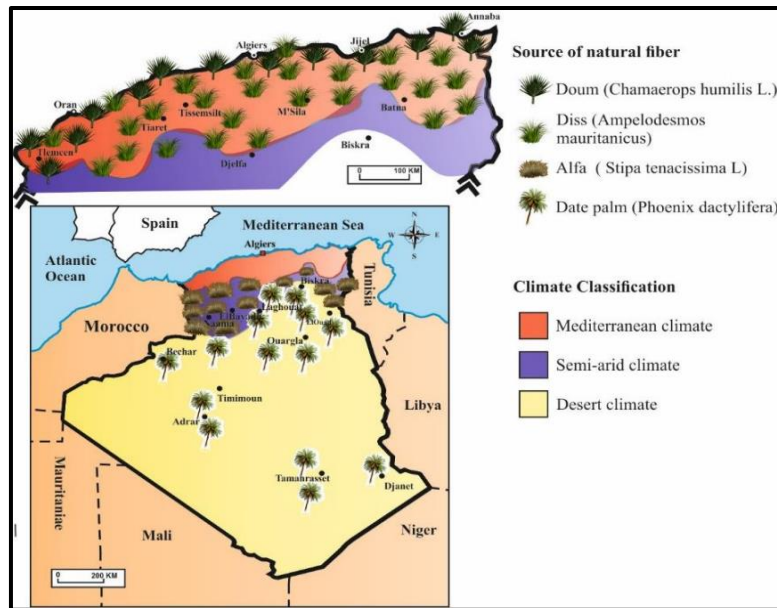 Annaba
Jijel
Algiers
Oran
Tissemsilt
M'Sila
Tiaret
Batna
Tlemcen
Biskra
Djelfa
0 100 KM
Source of natural fiber
Doum (Chamaerops humilis L.)
Diss (Ampelodesmos
mauritanicus)
Alfa ( Stipa tenacissima L)
Date palm (Phoenix dactylifera)
Climate Classification
Mediterranean climate
Semi-arid climate
Desert climate
Spain
Mediterranean Sea
N
W E
S
Atlantic
Ocean
Algiers
Tunisia
Biskra
Morocco
Laghouat
Naama
Ouargla
Bechar
Timimoun
Adrar
Libya
Mauritaniae
Tamanrasset
Djanet
Mali
Niger
0 200 KM